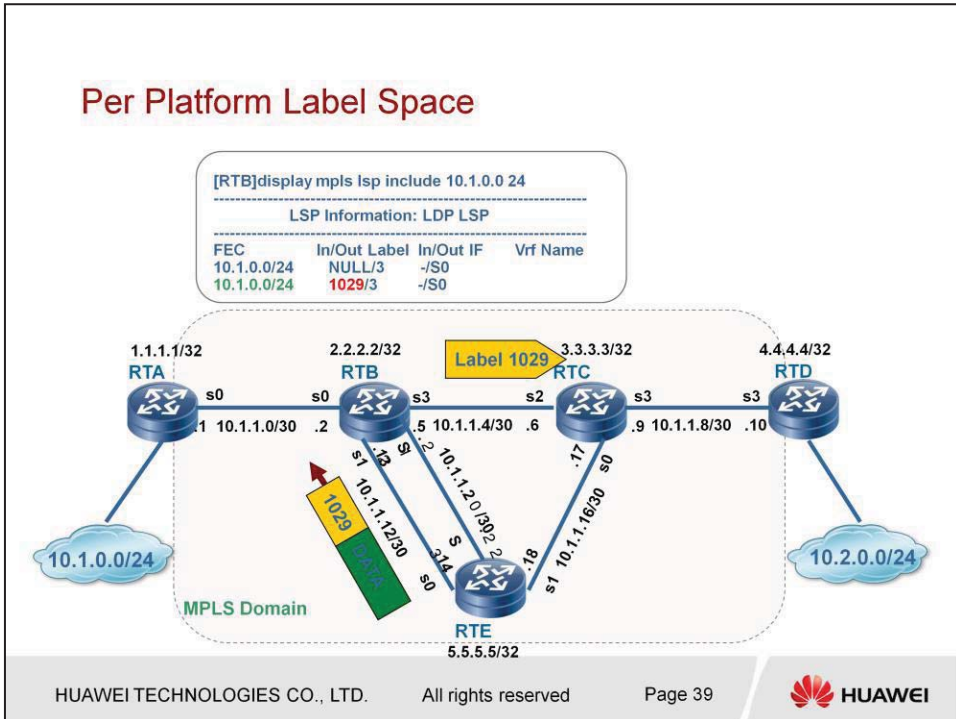 Per Platform Label Space
[RTB]display mpls lsp include 10.1.0.0 24
----------------------------------------------------------------
LSP Information: LDP LSP
----------------------------------------------------------------
FEC In/Out Label In/Out IF Vrf Name
10.1.0.0/24 NULL/3 -/S0
10.1.0.0/24 1029/3 -/S0
1.1.1.1/32
2.2.2.2/32
Label 1029
3.3.3.3/32
4.4.4.4/32
RTA
RTB
RTC
RTD
s0
s0
s3
s2
s3
s3
.1 10.1.1.0/30 .2
.5 10.1.1.4/30 .6
.9 10.1.1.8/30 .10
.13
s1
10.1.1.12/30
.14
s0
10.1.1.20/30
.17
s0
10.1.1.16/30
.18
s1
1029
DATA
10.1.0.0/24
10.2.0.0/24
MPLS Domain
RTE
5.5.5.5/32
HUAWEI TECHNOLOGIES CO., LTD. All rights reserved Page 39
HUAWEI